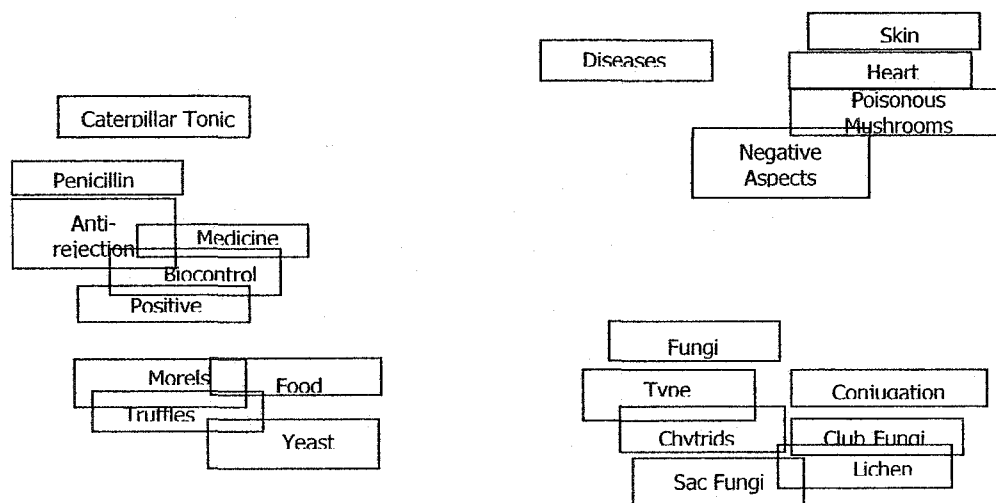 Skin
Diseases
Heart
Poisonous
Myshrooms
Caterpillar Tonic
Negative
Aspects
Penicillin
Anti-
rejection
Medicine
Biocontrol
Positive
Fungi
Morels
Food
Type
Conjugation
Truffles
Chytrids
Club Fungi
Yeast
Lichen
Sac Fungi